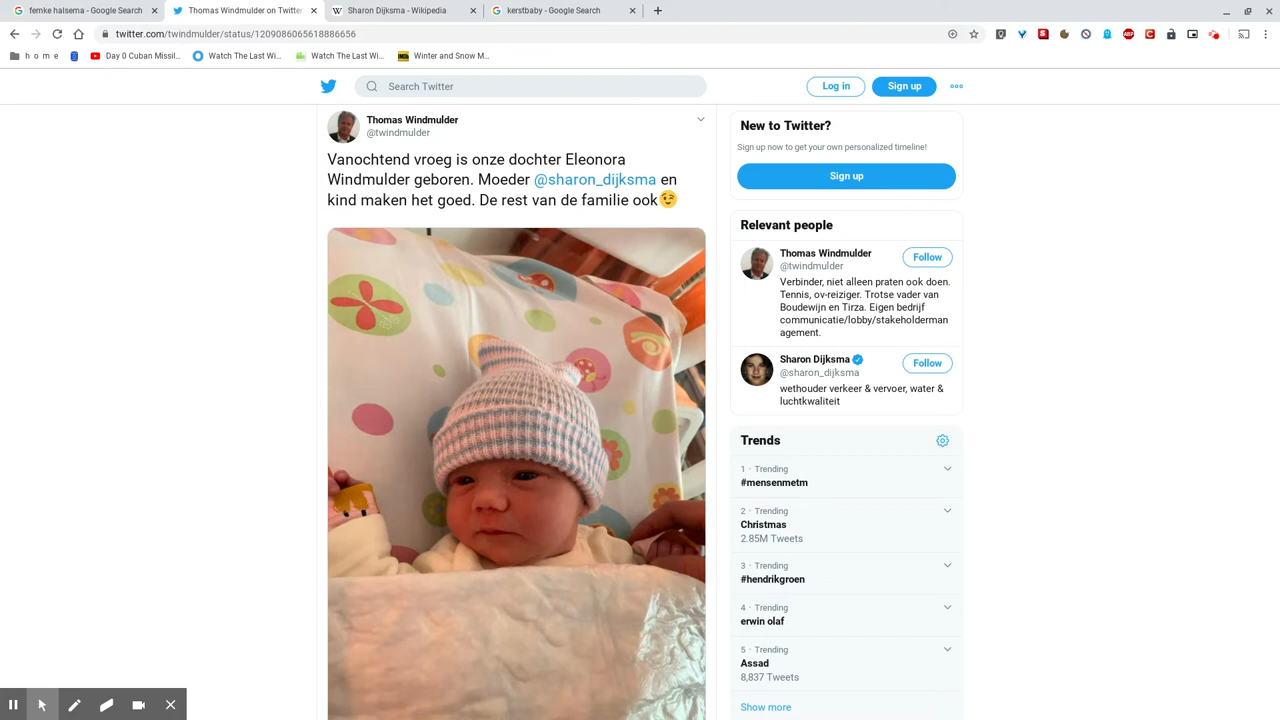 femke halsema - Google Search
Thomas Windmulder on Twitter
Sharon Dijksma - Wikipedia
kerstbaby - Google Search
twitter.com/twindmulder/status/1209086065618886656
h o m e
Day 0 Cuban Missil...
Watch The Last Wi...
Watch The Last Wi...
Winter and Snow M...
Search Twitter
Log in
Sign up
Thomas Windmulder
@twindmulder
Vanochtend vroeg is onze dochter Eleonora
Windmulder geboren. Moeder @sharon_dijksma en
kind maken het goed. De rest van de familie ook😉
New to Twitter?
Sign up now to get your own personalized timeline!
Sign up
Relevant people
Thomas Windmulder
@twindmulder
Follow
Verbinder, niet alleen praten ook doen.
Tennis, ov-reiziger. Trotse vader van
Boudewijn en Tirza. Eigen bedrijf
communicatie/lobby/stakeholderman
agement.
Sharon Dijksma
@sharon_dijksma
Follow
wethouder verkeer & vervoer, water &
luchtkwaliteit
Trends
1 · Trending
#mensenmetm
2 · Trending
Christmas
2.85M Tweets
3 · Trending
#hendrikgroen
4 · Trending
erwin olaf
5 · Trending
Assad
8,837 Tweets
Show more